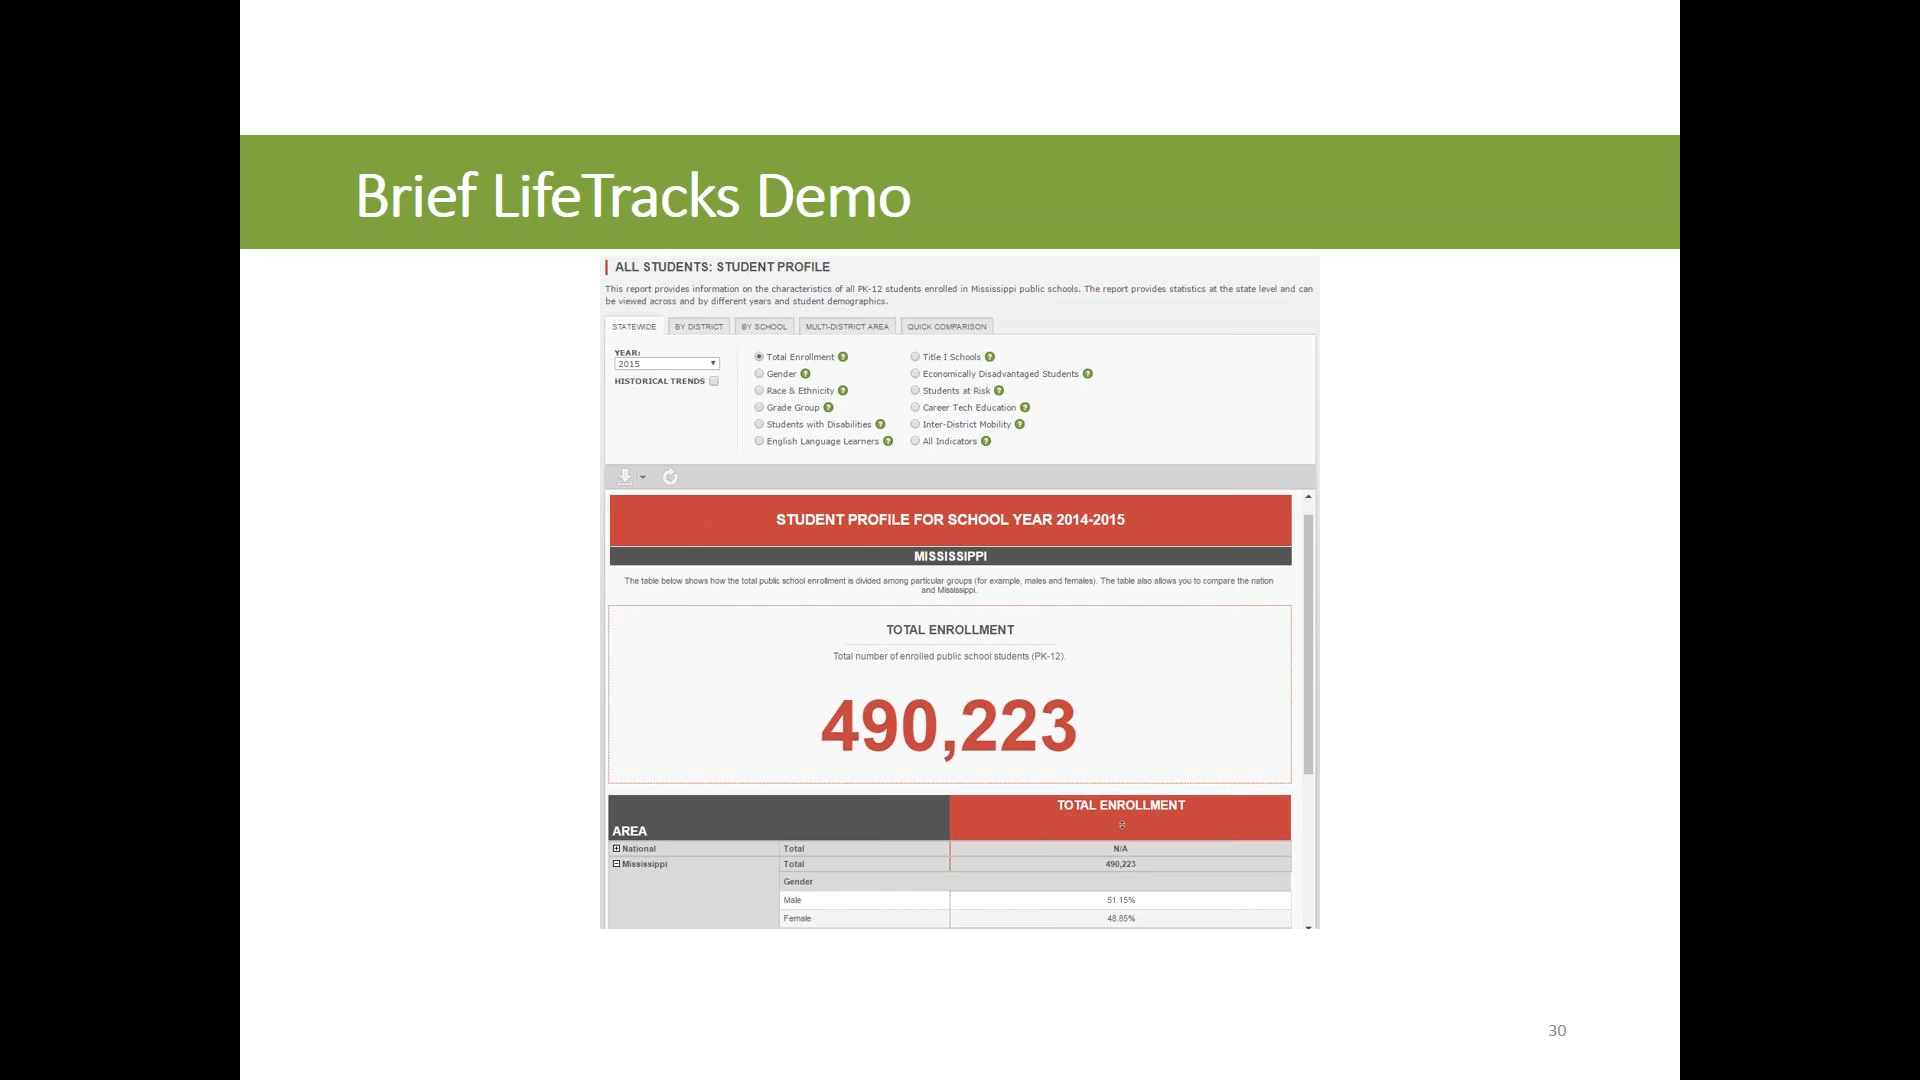 Brief LifeTracks Demo
ALL STUDENTS: STUDENT PROFILE
This report provides information on the characteristics of all PK-12 students enrolled in Mississippi public schools. The report provides statistics at the state level and can
be viewed across and by different years and student demographics.
STATEWIDE BY DISTRICT BY SCHOOL MULTI-DISTRICT AREA QUICK COMPARISON
YEAR:
2015
HISTORICAL TRENDS
Total Enrollment ?
Gender ?
Race & Ethnicity ?
Grade Group ?
Students with Disabilities ?
English Language Learners ?
Title I Schools ?
Economically Disadvantaged Students ?
Students at Risk ?
Career Tech Education ?
Inter-District Mobility ?
All Indicators ?
STUDENT PROFILE FOR SCHOOL YEAR 2014-2015
MISSISSIPPI
The table below shows how the total public school enrollment is divided among particular groups (for example, males and females). The table also allows you to compare the nation
and Mississippi.
TOTAL ENROLLMENT
Total number of enrolled public school students (PK-12).
490,223
AREA
TOTAL ENROLLMENT
National Total N/A
Mississippi Total 490,223
Gender
Male 51.15%
Female 48.85%
30